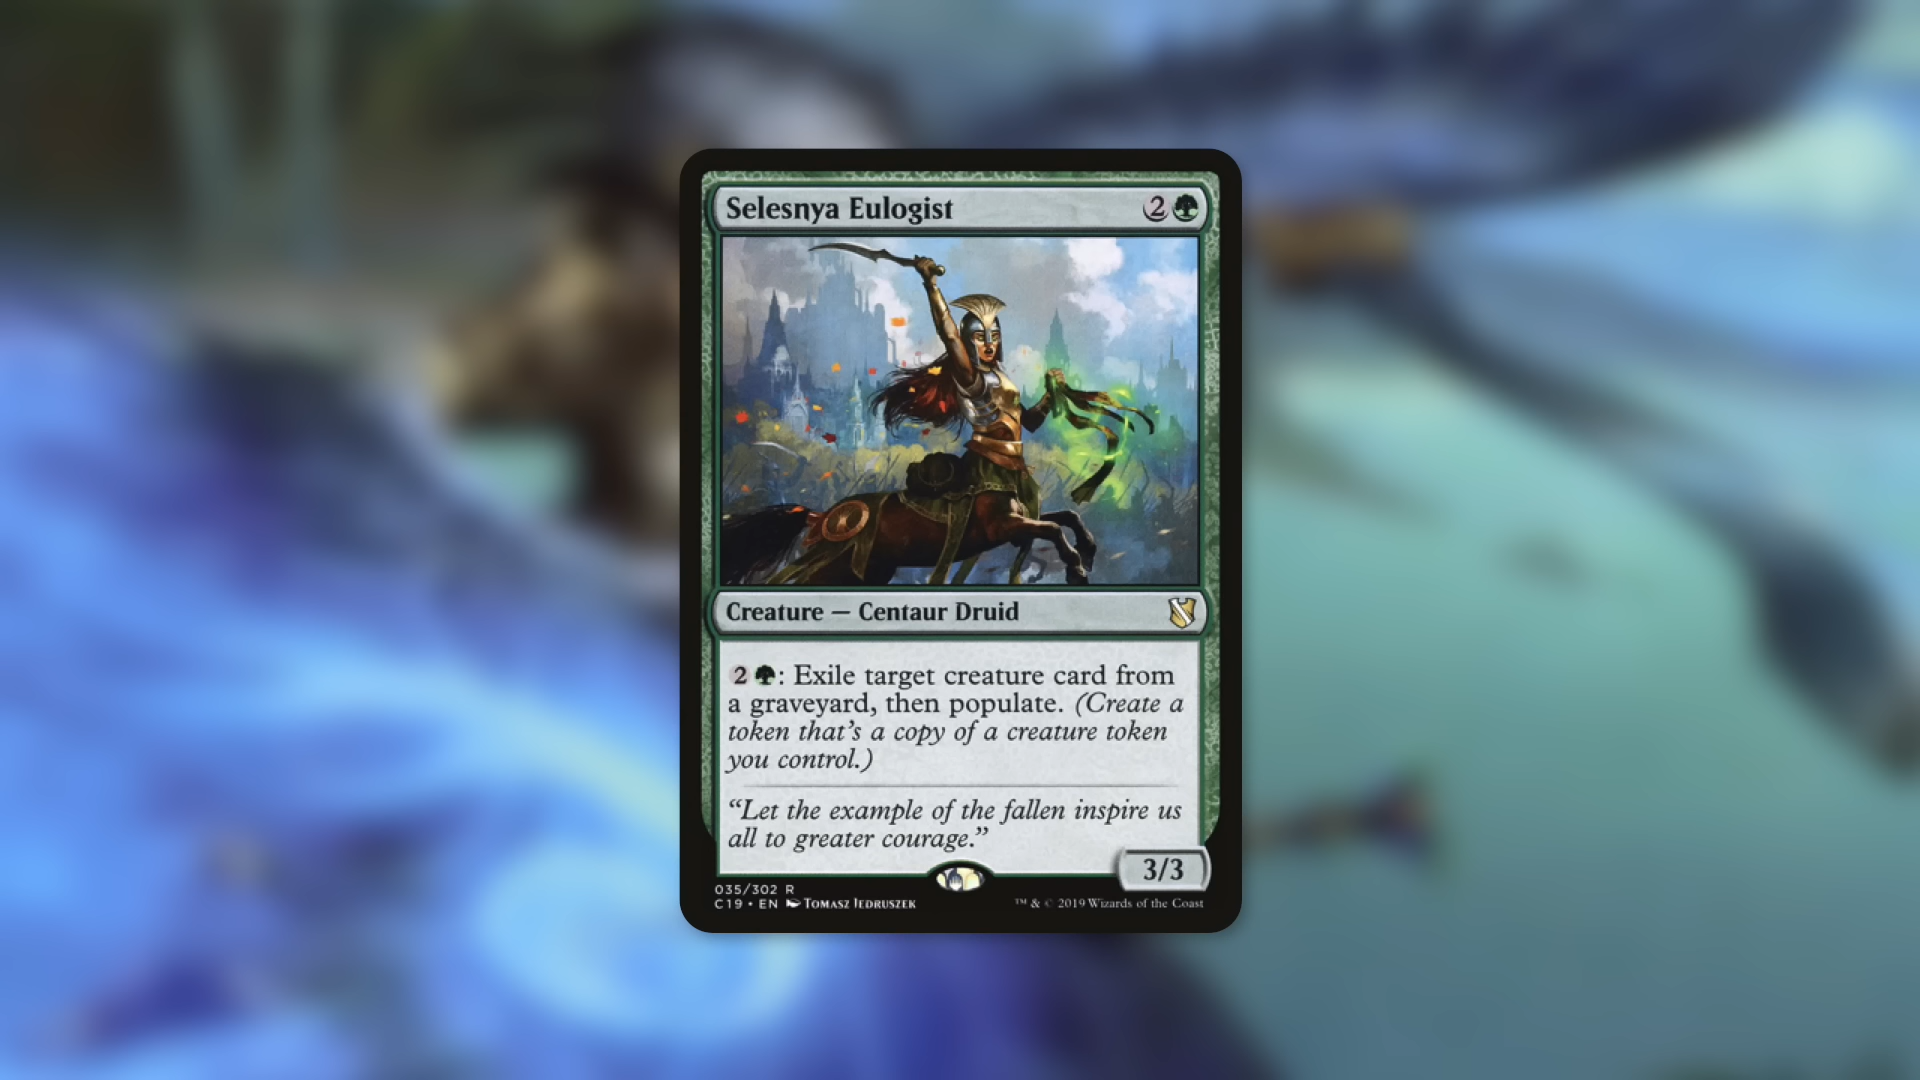 Selesnya Eulogist 2
Creature — Centaur Druid
2 : Exile target creature card from
a graveyard, then populate. (Create a
token that's a copy of a creature token
you control.)
“Let the example of the fallen inspire us
all to greater courage.”
3/3
035/302 R
C19 • EN Tomasz Jedruszek
™ & © 2019 Wizards of the Coast